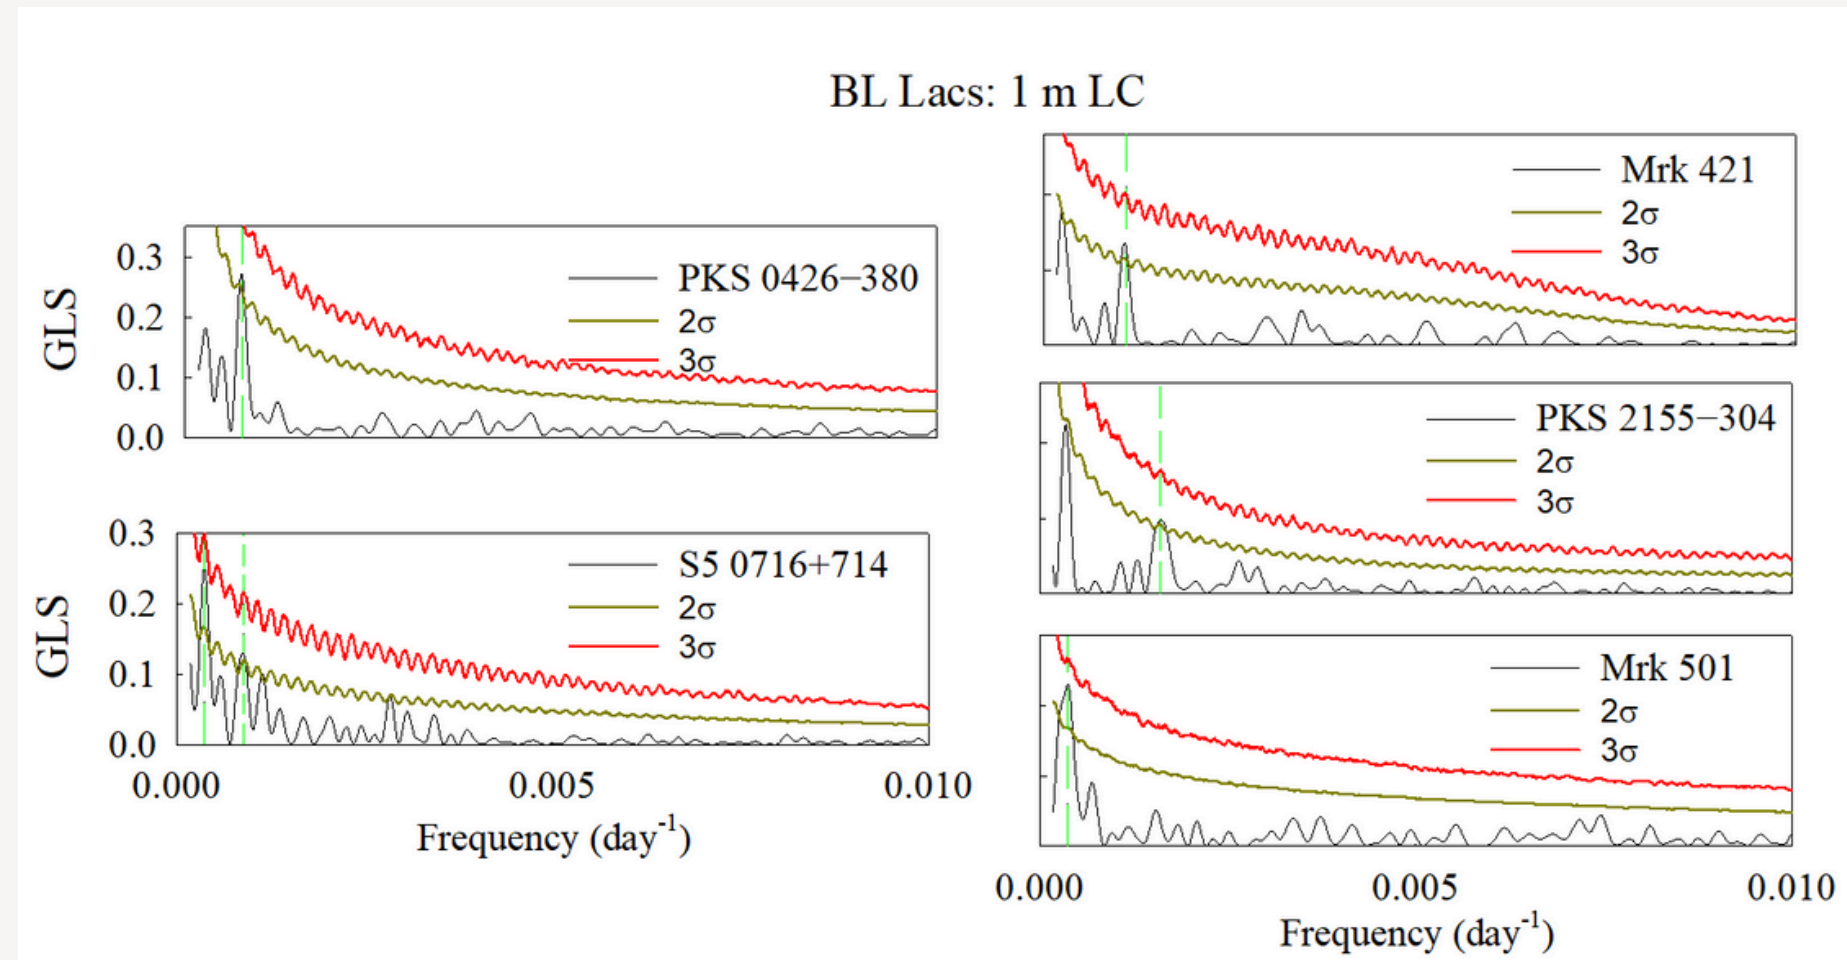 BL Lacs: 1 m LC
GLS
0.3
0.2
0.1
0.0
PKS 0426−380
2σ
3σ
GLS
0.3
0.2
0.1
0.0
S5 0716+714
2σ
3σ
0.000 0.005 0.010
Frequency (day⁻¹)
Mrk 421
2σ
3σ
PKS 2155−304
2σ
3σ
Mrk 501
2σ
3σ
0.000 0.005 0.010
Frequency (day⁻¹)